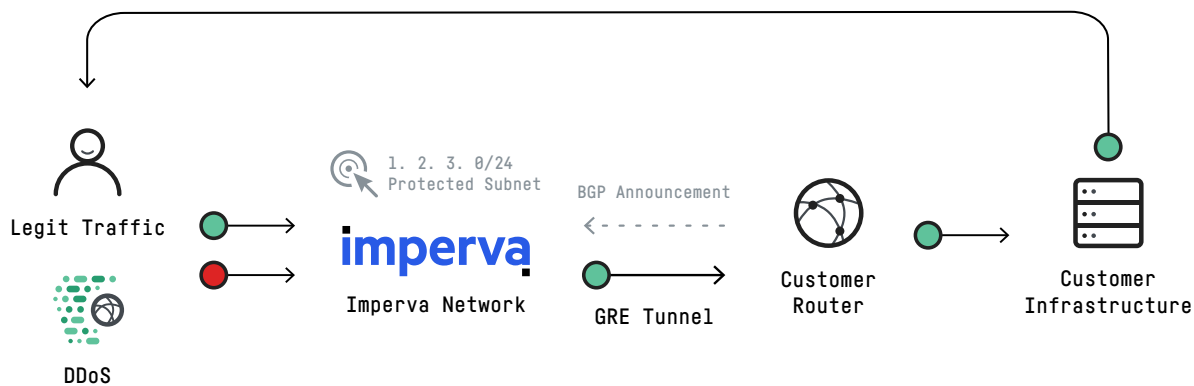 Legit Traffic
DDoS
1. 2. 3. 0/24
Protected Subnet
imperva
Imperva Network
BGP Announcement
GRE Tunnel
Customer
Router
Customer
Infrastructure